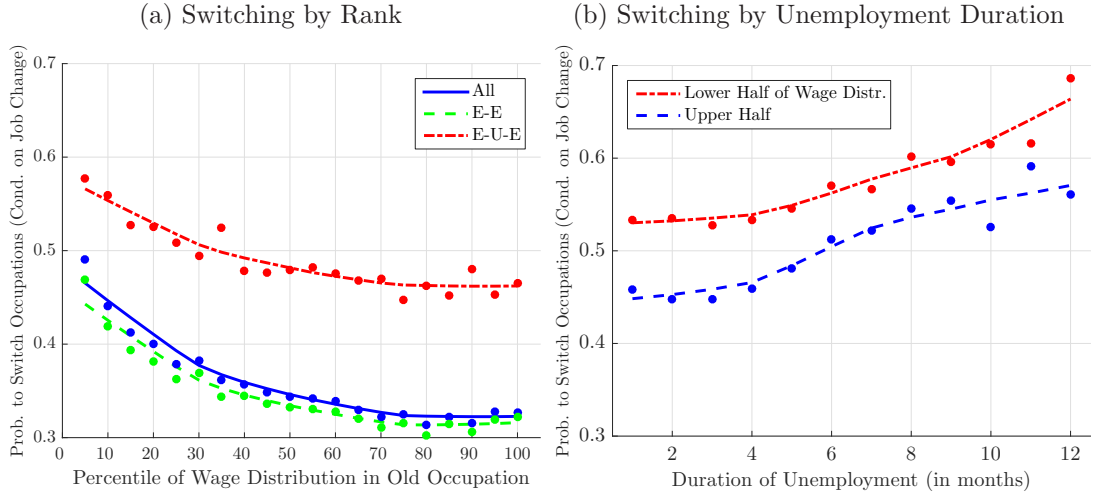 (a) Switching by Rank
Prob. to Switch Occupations (Cond. on Job Change)
0.7
0.6
0.5
0.4
0.3
All
E-E
E-U-E
0 10 20 30 40 50 60 70 80 90 100
Percentile of Wage Distribution in Old Occupation
(b) Switching by Unemployment Duration
Prob. to Switch Occupations (Cond. on Job Change)
0.7
0.6
0.5
0.4
0.3
Lower Half of Wage Distr.
Upper Half
2 4 6 8 10 12
Duration of Unemployment (in months)